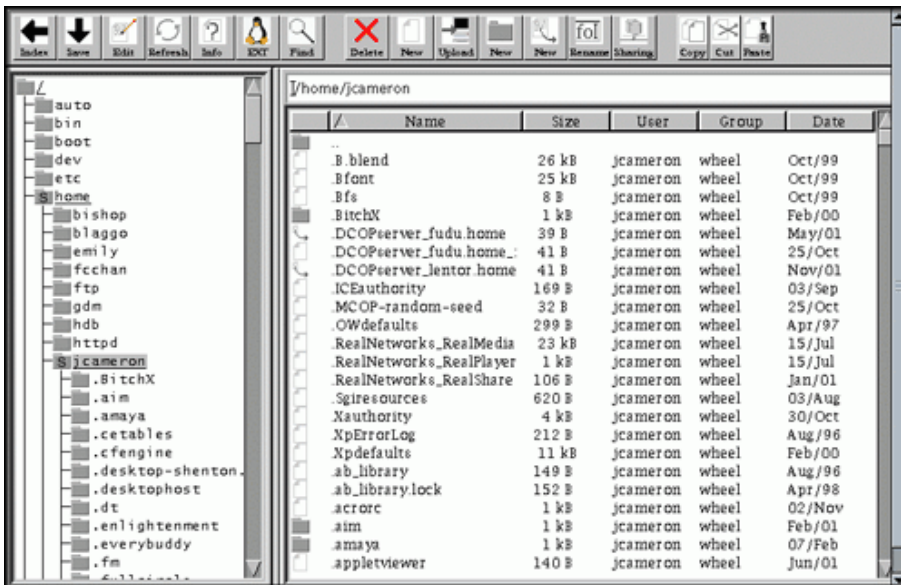 Index Save Edit Refresh Info EXT Find Delete New Upload New New Rename Sharing Copy Cut Paste
fol
/
auto
bin
boot
dev
etc
S home
bishop
blaggo
emily
fcchan
ftp
gdm
hdb
httpd
S jcameron
.BitchX
.aim
.amaya
.cetables
.cfengine
.desktop-shenton.
.desktophost
.dt
.enlightenment
.everybuddy
.fm
/home/jcameron
Name Size User Group Date
..
.B.blend 26 kB jcameron wheel Oct/99
.Bfont 25 kB jcameron wheel Oct/99
.Bfs 8 B jcameron wheel Oct/99
.BitchX 1 kB jcameron wheel Feb/00
.DCOPserver_fudu.home 39 B jcameron wheel May/01
.DCOPserver_fudu.home_: 41 B jcameron wheel 25/Oct
.DCOPserver_lentor.home 41 B jcameron wheel Nov/01
.ICEauthority 169 B jcameron wheel 03/Sep
.MCOP-random-seed 32 B jcameron wheel 25/Oct
.OWdefaults 299 B jcameron wheel Apr/97
.RealNetworks_RealMedia 23 kB jcameron wheel 15/Jul
.RealNetworks_RealPlayer 1 kB jcameron wheel 15/Jul
.RealNetworks_RealShare 106 B jcameron wheel Jan/01
.Sgiresources 620 B jcameron wheel 03/Aug
.Xauthority 4 kB jcameron wheel 30/Oct
.XpErrorLog 212 B jcameron wheel Aug/96
.Xpdefaults 11 kB jcameron wheel Feb/00
.ab_library 149 B jcameron wheel Aug/96
.ab_library.lock 152 B jcameron wheel Apr/98
.acrorc 1 kB jcameron wheel 02/Nov
.aim 1 kB jcameron wheel Feb/01
.amaya 1 kB jcameron wheel 07/Feb
.appletviewer 140 B jcameron wheel Jun/01